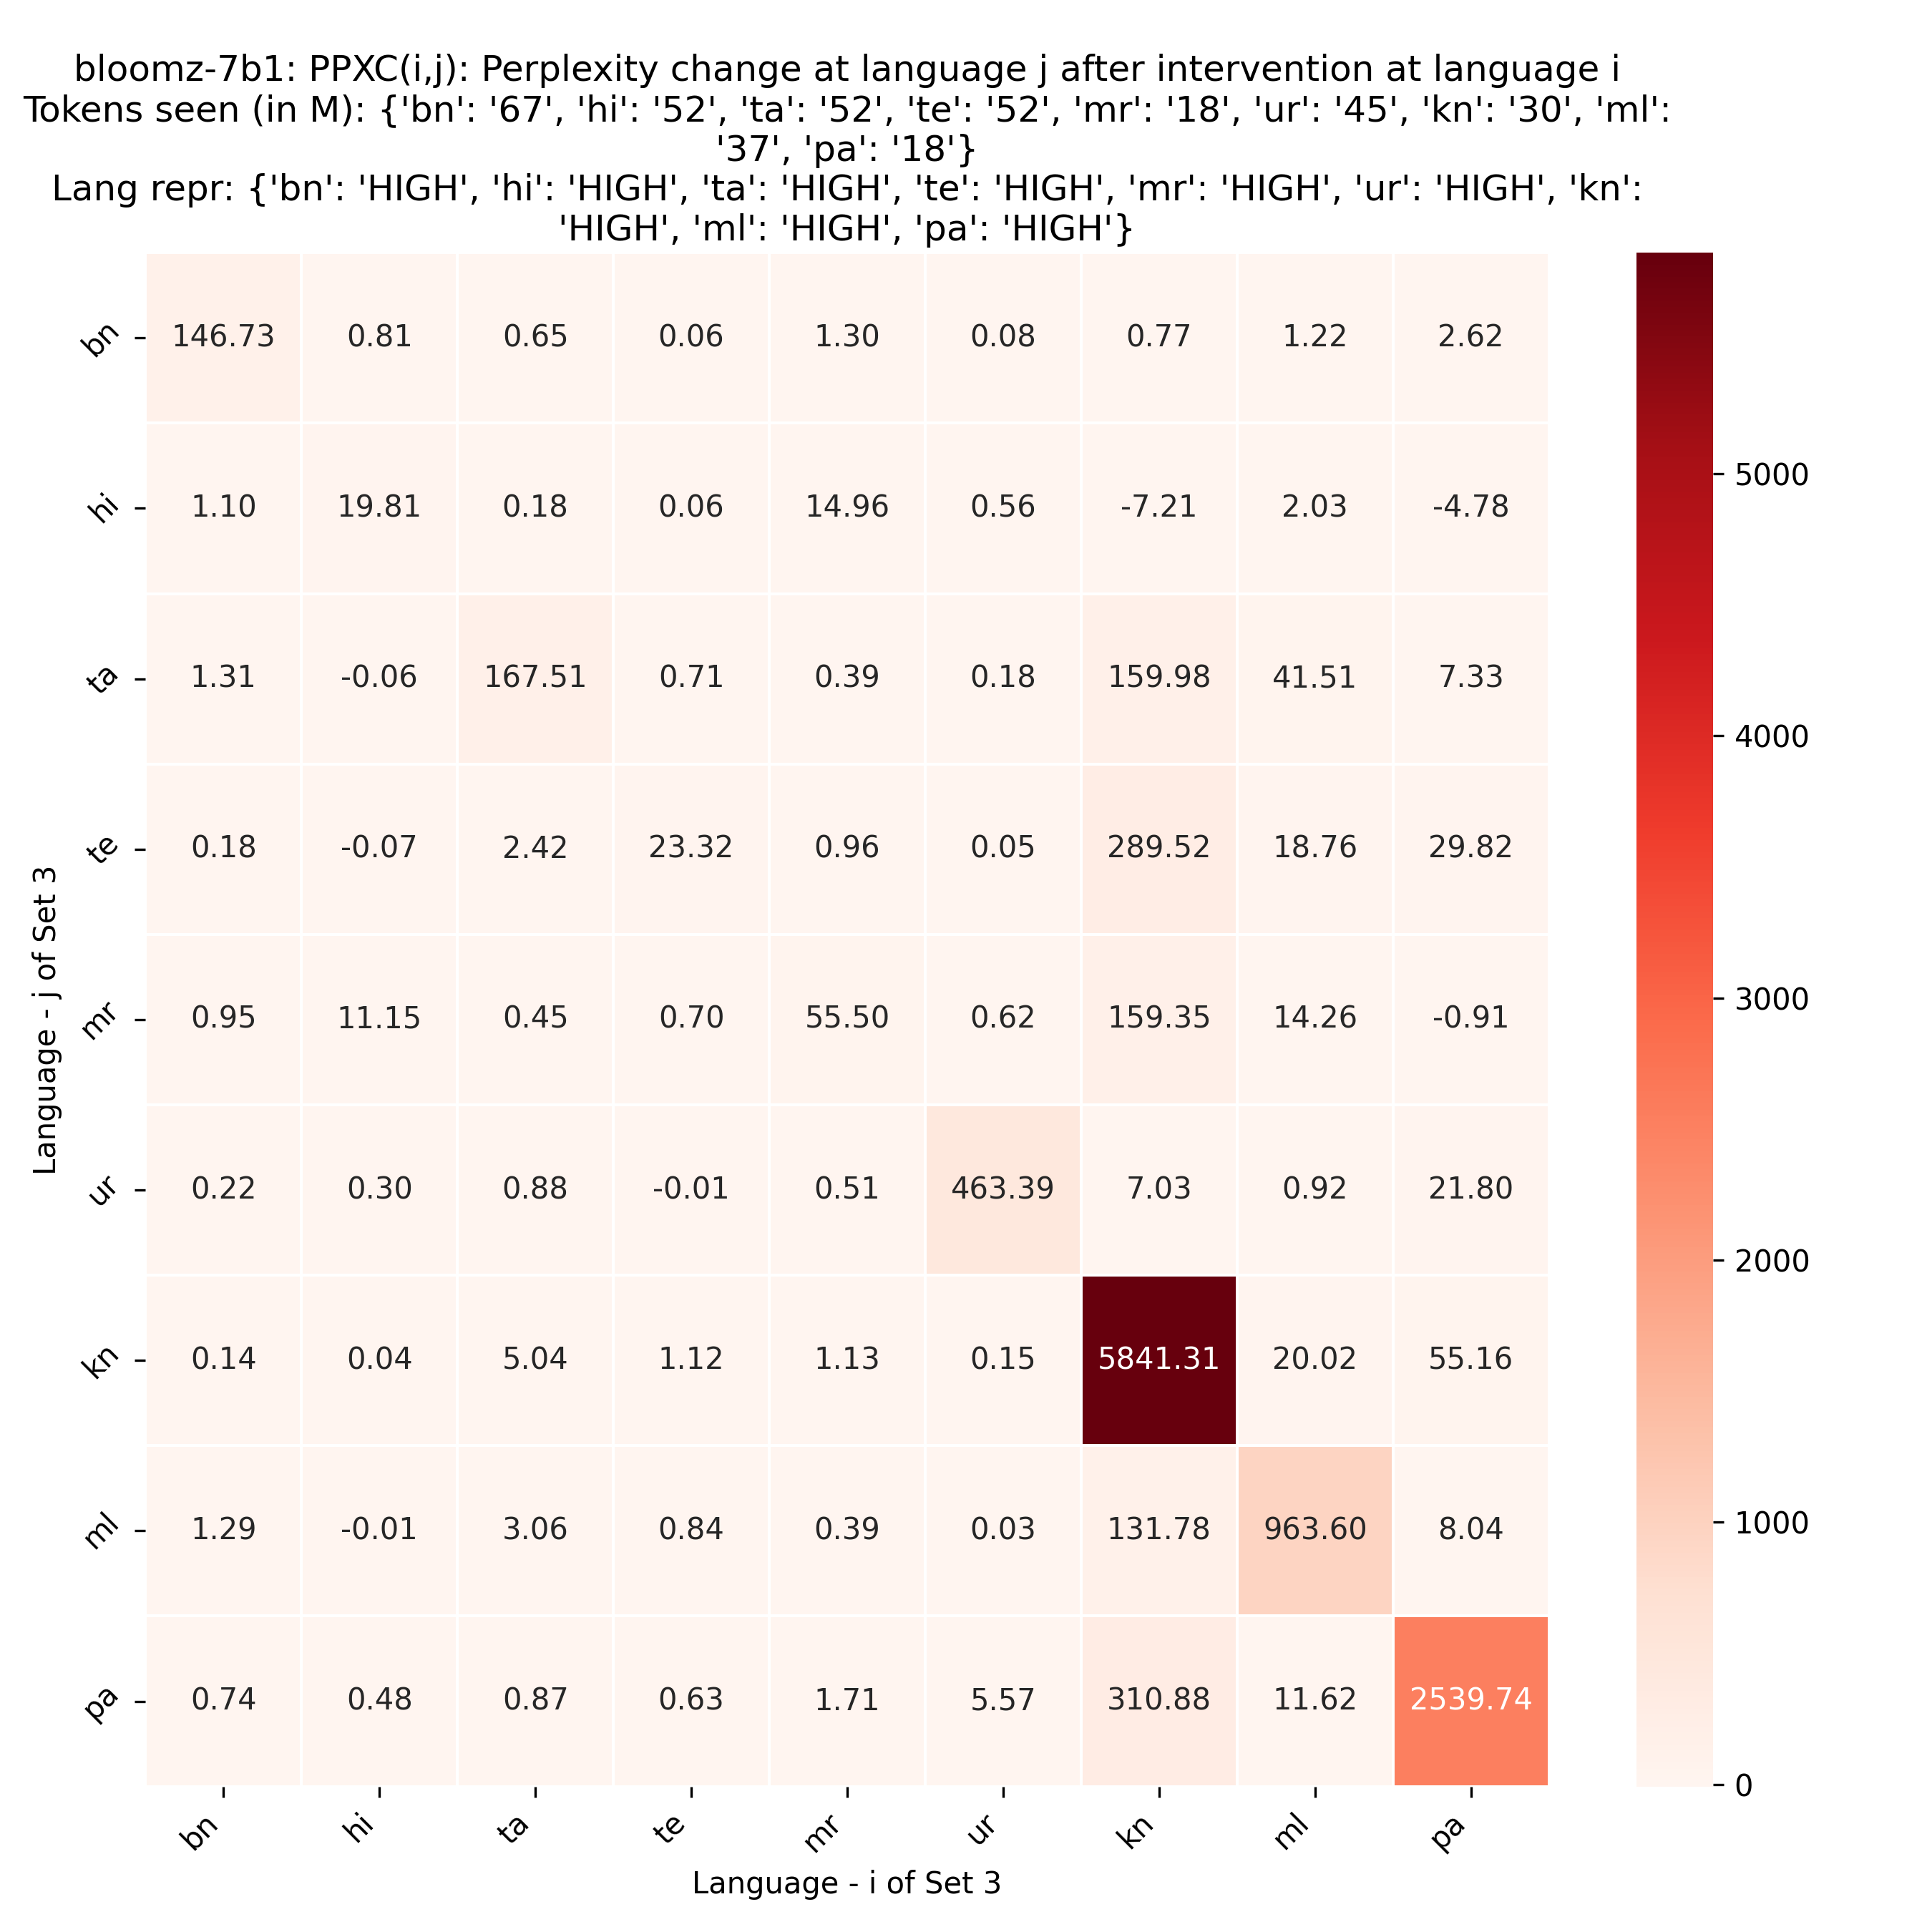 bloomz-7b1: PPXC(i,j): Perplexity change at language j after intervention at language i
Tokens seen (in M): {'bn': '67', 'hi': '52', 'ta': '52', 'te': '52', 'mr': '18', 'ur': '45', 'kn': '30', 'ml':
'37', 'pa': '18'}
Lang repr: {'bn': 'HIGH', 'hi': 'HIGH', 'ta': 'HIGH', 'te': 'HIGH', 'mr': 'HIGH', 'ur': 'HIGH', 'kn':
'HIGH', 'ml': 'HIGH', 'pa': 'HIGH'}
bn 146.73 0.81 0.65 0.06 1.30 0.08 0.77 1.22 2.62
hi 1.10 19.81 0.18 0.06 14.96 0.56 -7.21 2.03 -4.78
ta 1.31 -0.06 167.51 0.71 0.39 0.18 159.98 41.51 7.33
te 0.18 -0.07 2.42 23.32 0.96 0.05 289.52 18.76 29.82
mr 0.95 11.15 0.45 0.70 55.50 0.62 159.35 14.26 -0.91
ur 0.22 0.30 0.88 -0.01 0.51 463.39 7.03 0.92 21.80
kn 0.14 0.04 5.04 1.12 1.13 0.15 5841.31 20.02 55.16
ml 1.29 -0.01 3.06 0.84 0.39 0.03 131.78 963.60 8.04
pa 0.74 0.48 0.87 0.63 1.71 5.57 310.88 11.62 2539.74
bn hi ta te mr ur kn ml pa
Language - i of Set 3
Language - j of Set 3
5000
4000
3000
2000
1000
0